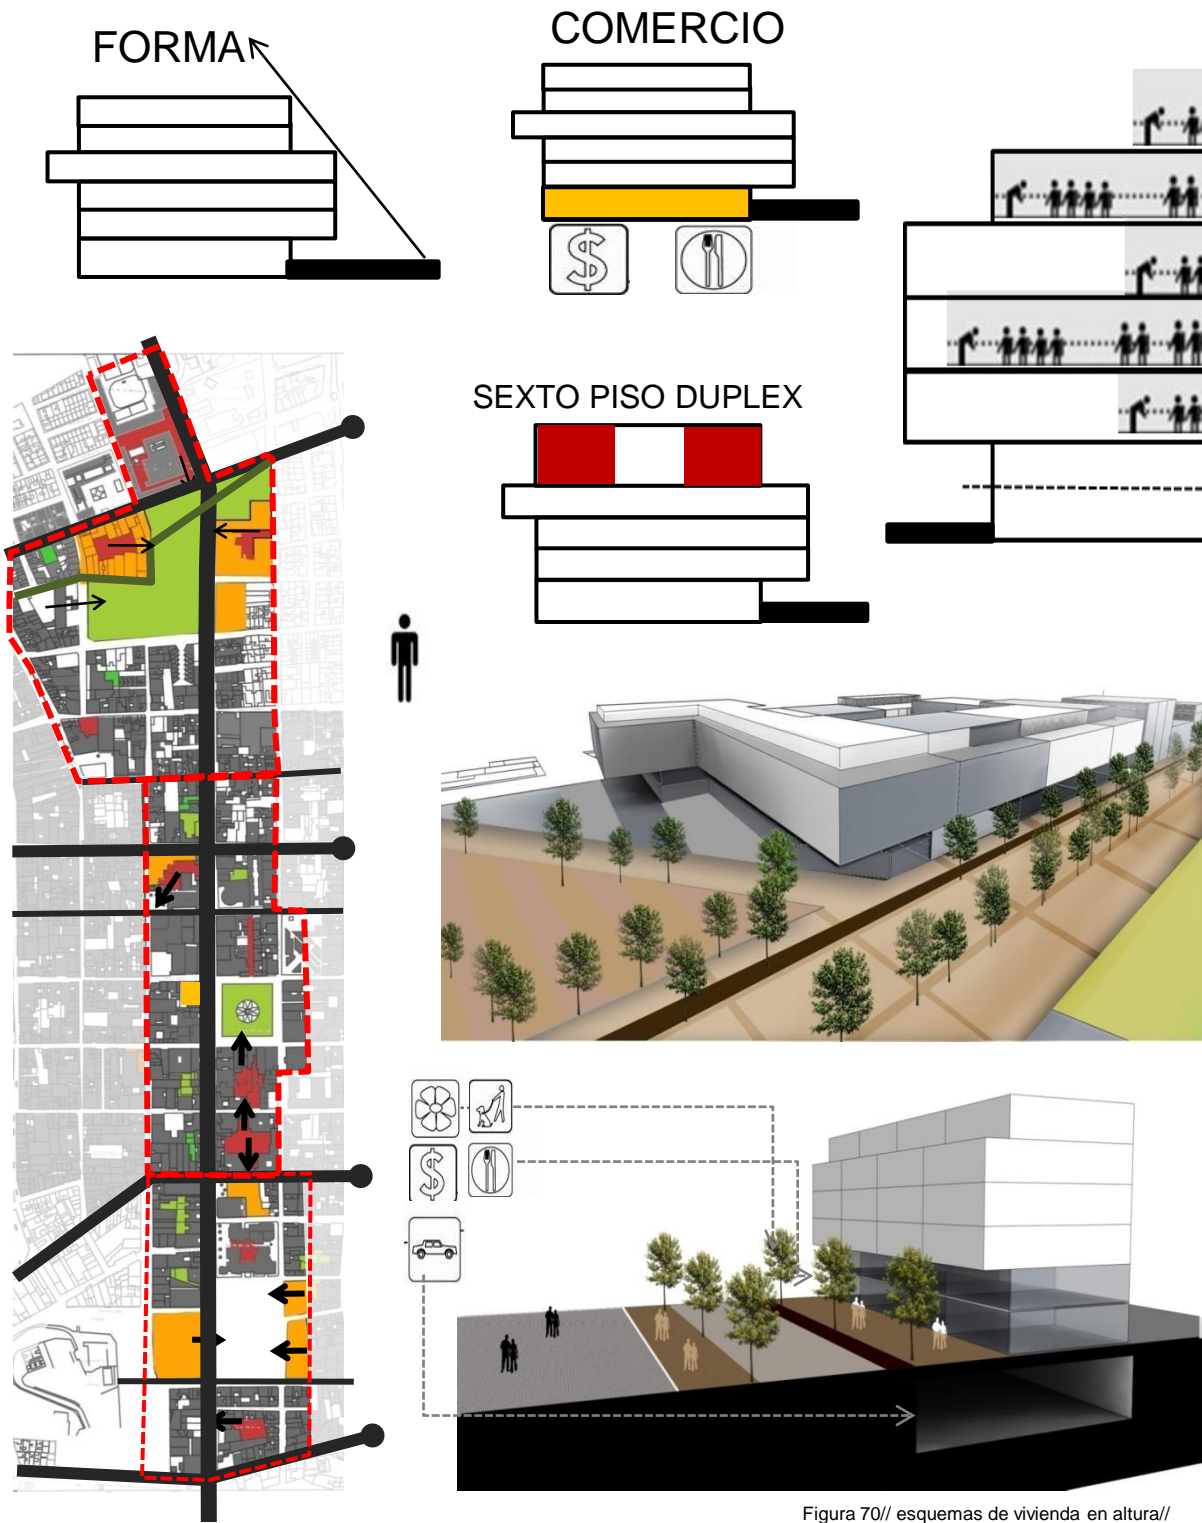 FORMA
COMERCIO
$
SEXTO PISO DUPLEX
$
Figura 70// esquemas de vivienda en altura//